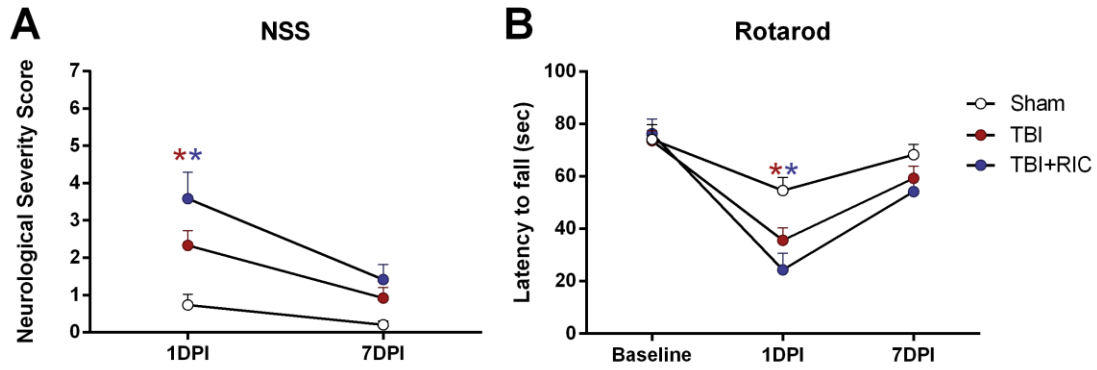 A
NSS
Neurological Severity Score
7
6
5
4
3
2
1
0
**
1DPI
7DPI
B
Rotarod
Latency to fall (sec)
100
80
60
40
20
0
**
Baseline
1DPI
7DPI
Sham
TBI
TBI+RIC